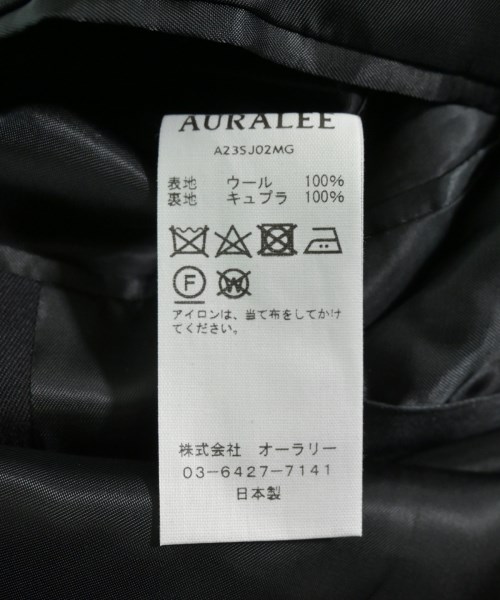 AURALEE
A23SJ02MG
表地 ウール 100%
裏地 キュプラ 100%
F W
アイロンは、当て布をしてかけ
てください。
株式会社 オーラリー
03-6427-7141
日本製